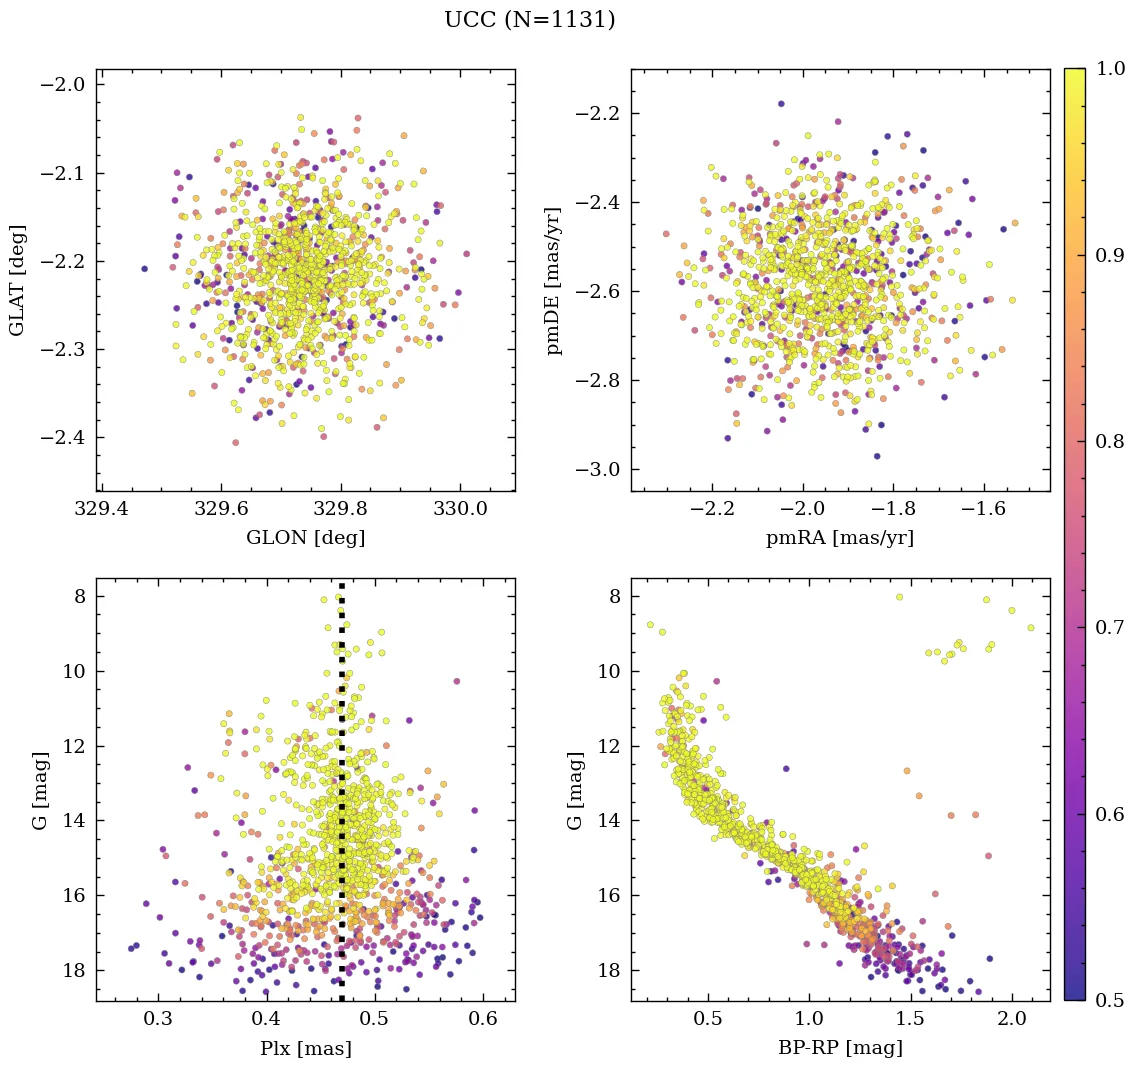 UCC (N=1131)
−2.0
−2.1
−2.2
−2.3
−2.4
GLAT [deg]
329.4 329.6 329.8 330.0
GLON [deg]
−2.2
−2.4
−2.6
−2.8
−3.0
pmDE [mas/yr]
−2.2 −2.0 −1.8 −1.6
pmRA [mas/yr]
8
10
12
14
16
18
G [mag]
0.3 0.4 0.5 0.6
Plx [mas]
8
10
12
14
16
18
G [mag]
0.5 1.0 1.5 2.0
BP-RP [mag]
1.0
0.9
0.8
0.7
0.6
0.5